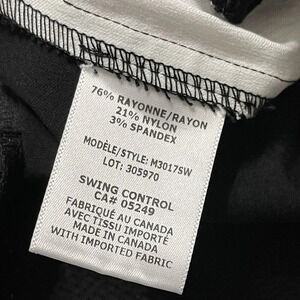 76% RAYONNE/RAYON
21% NYLON
3% SPANDEX
MODÈLE/STYLE: M3017SW
LOT: 305970
SWING CONTROL
CA# 05249
FABRIQUÉ AU CANADA
AVEC TISSU IMPORTÉ
MADE IN CANADA
WITH IMPORTED FABRIC